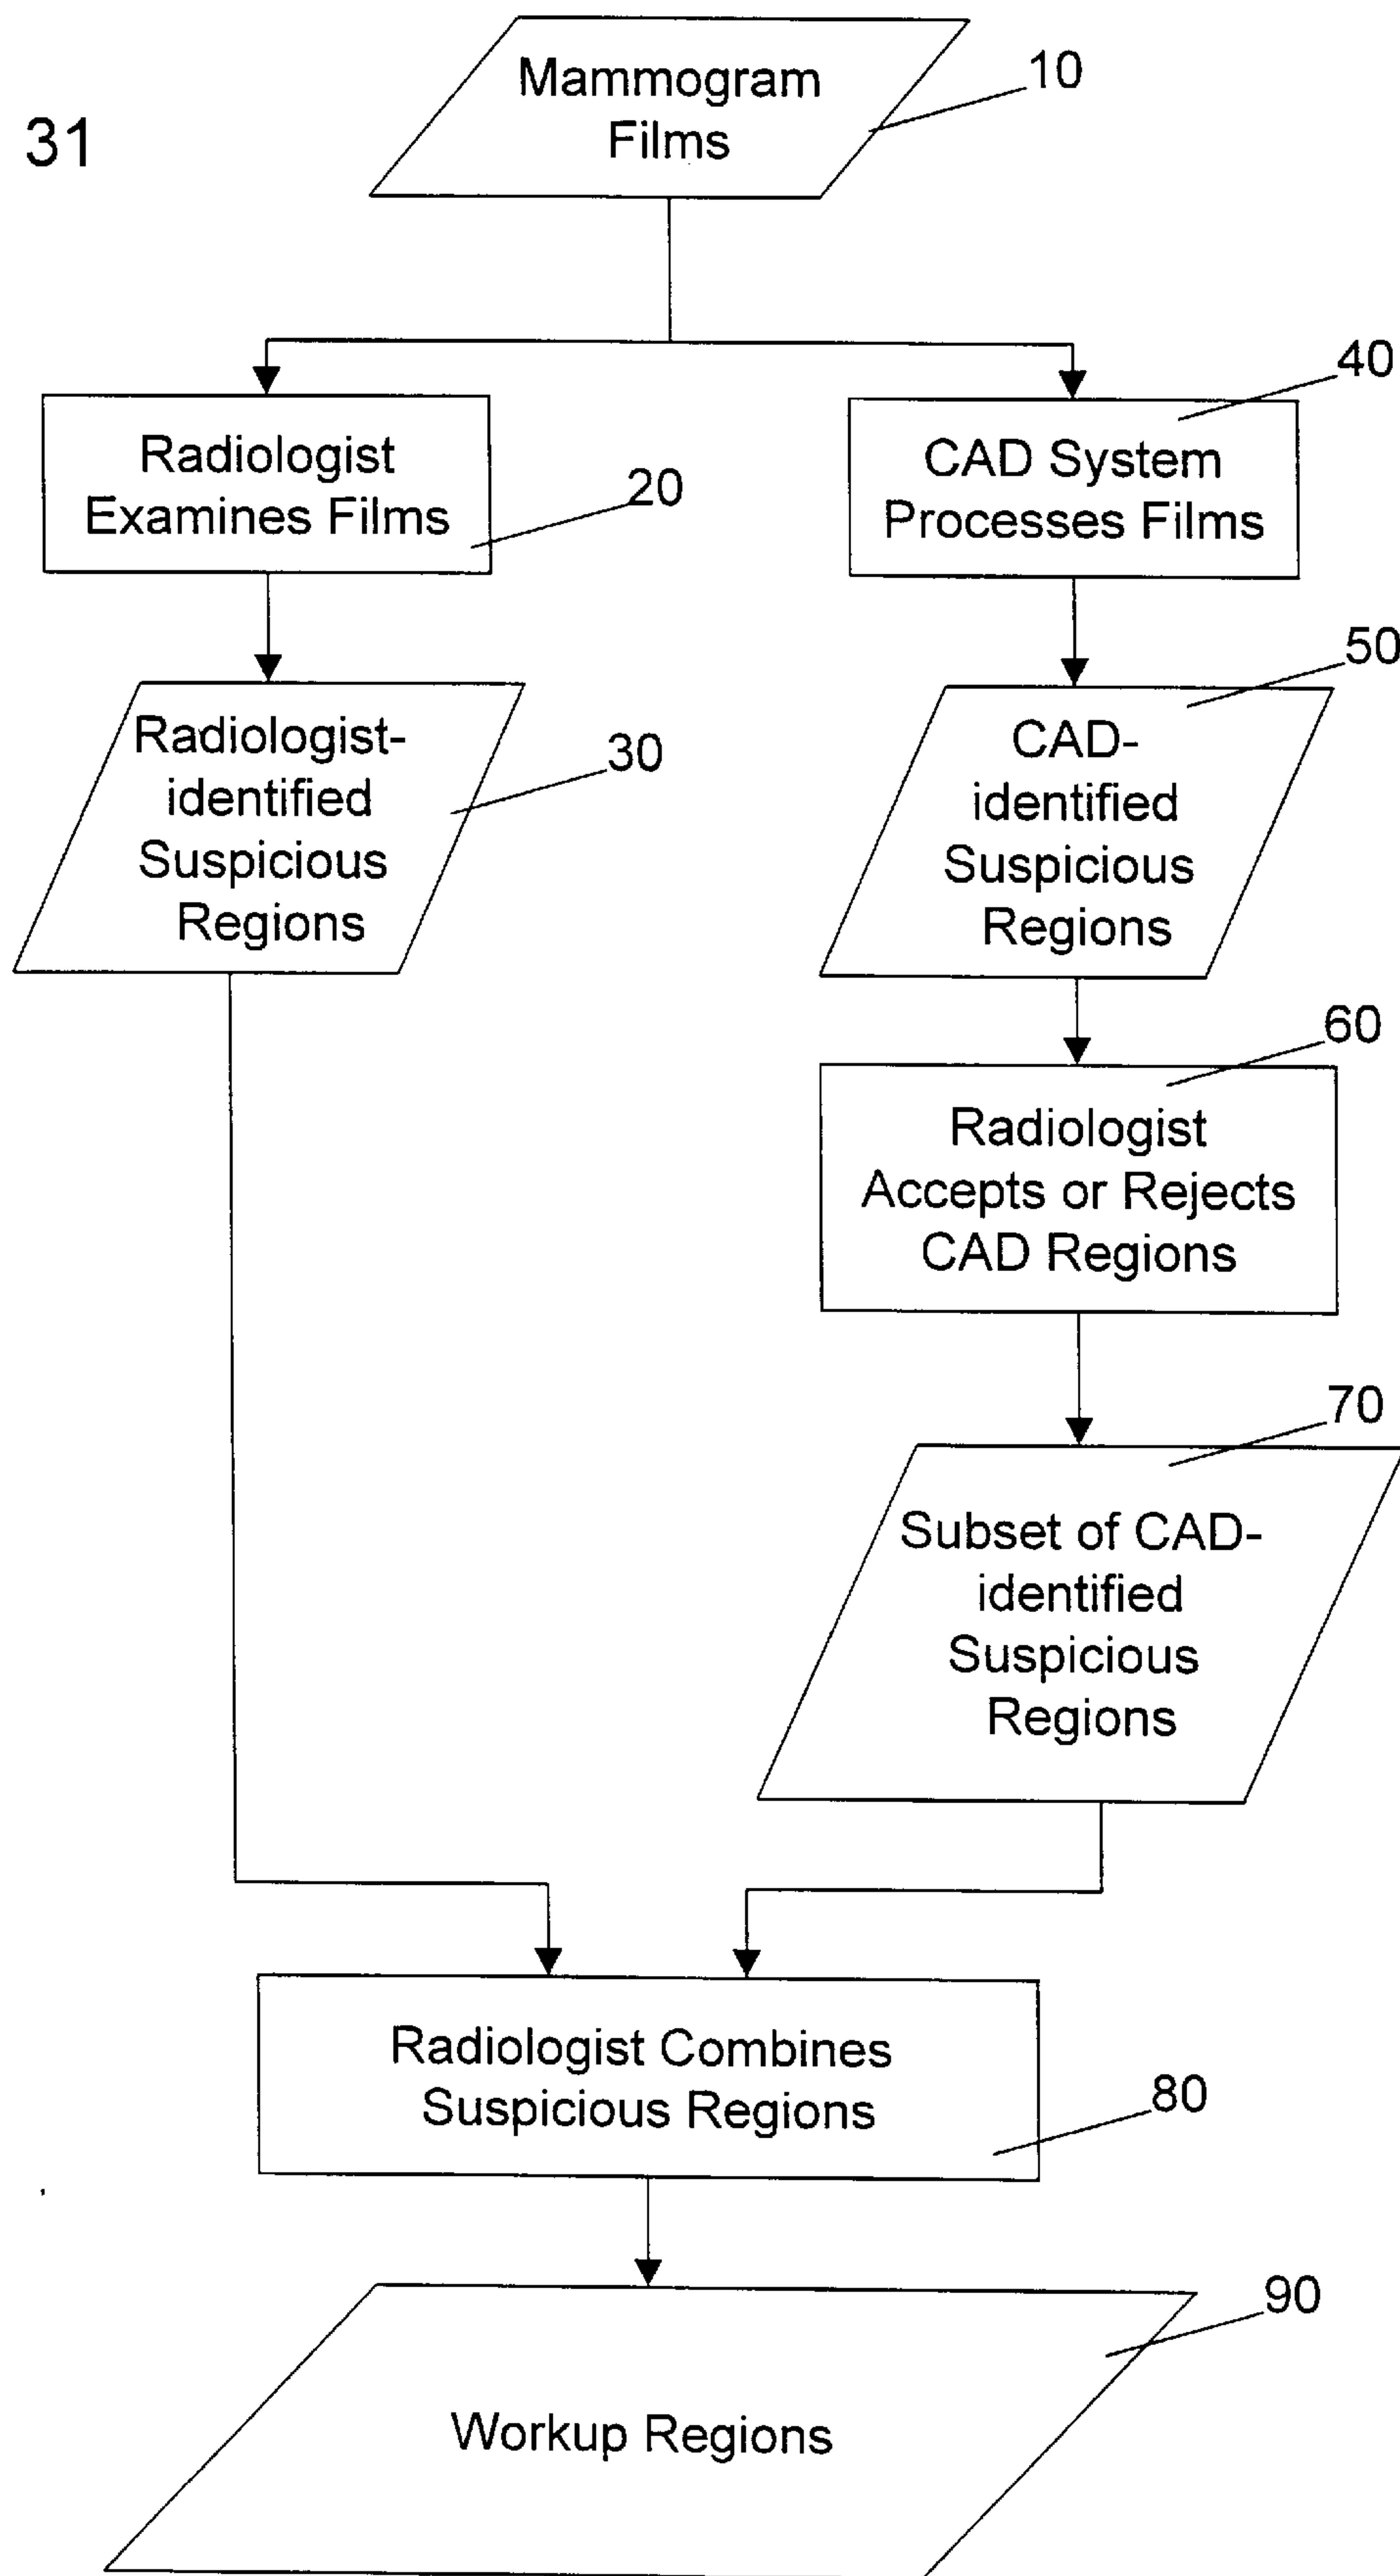 Mammogram
Films
10
31
40
Radiologist
Examines Films
20
CAD System
Processes Films
50
Radiologist-
identified
Suspicious
Regions
30
CAD-
identified
Suspicious
Regions
60
Radiologist
Accepts or Rejects
CAD Regions
70
Subset of CAD-
identified
Suspicious
Regions
Radiologist Combines
Suspicious Regions
80
90
Workup Regions